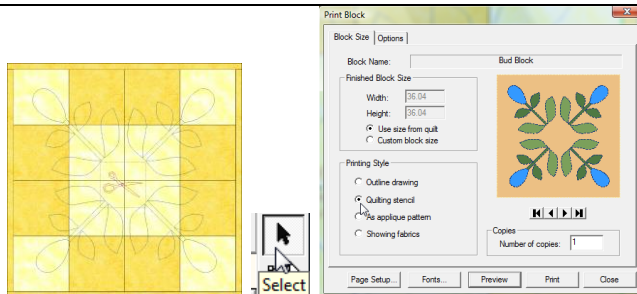 Print Block
Block Size
Options
Block Name:
Bud Block
Finished Block Size
Width:
36.04
Height:
36.04
Use size from quilt
Custom block size
Printing Style
Outline drawing
Quilting stencil
As applique pattern
Showing fabrics
Copies
Number of copies:
1
Select
Page Setup...
Fonts...
Preview
Print
Close